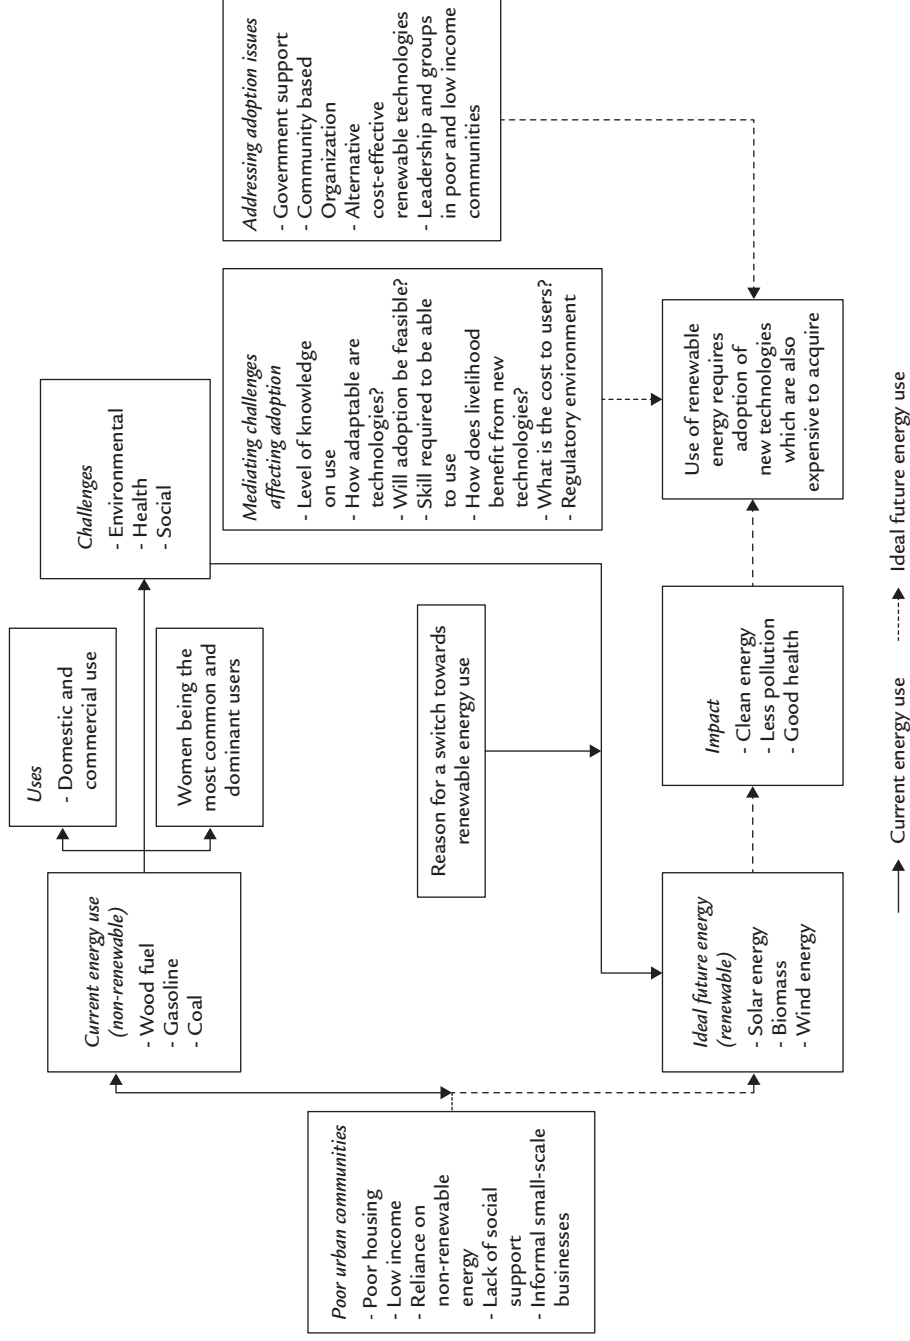 Poor urban communities
- Poor housing
- Low income
- Reliance on
non-renewable
energy
- Lack of social
support
- Informal small-scale
businesses
Current energy use
(non-renewable)
- Wood fuel
- Gasoline
- Coal
Uses
- Domestic and
commercial use
Women being the
most common and
dominant users
Challenges
- Environmental
- Health
- Social
Reason for a switch towards
renewable energy use
Ideal future energy
(renewable)
- Solar energy
- Biomass
- Wind energy
Impact
- Clean energy
- Less pollution
- Good health
Mediating challenges
affecting adoption
- Level of knowledge
on use
- How adaptable are
technologies?
- Will adoption be feasible?
- Skill required to be able
to use
- How does livelihood
benefit from new
technologies?
- What is the cost to users?
- Regulatory environment
Addressing adoption issues
- Government support
- Community based
Organization
- Alternative
cost-effective
renewable technologies
- Leadership and groups
in poor and low income
communities
Use of renewable
energy requires
adoption of
new technologies
which are also
expensive to acquire
Current energy use
Ideal future energy use